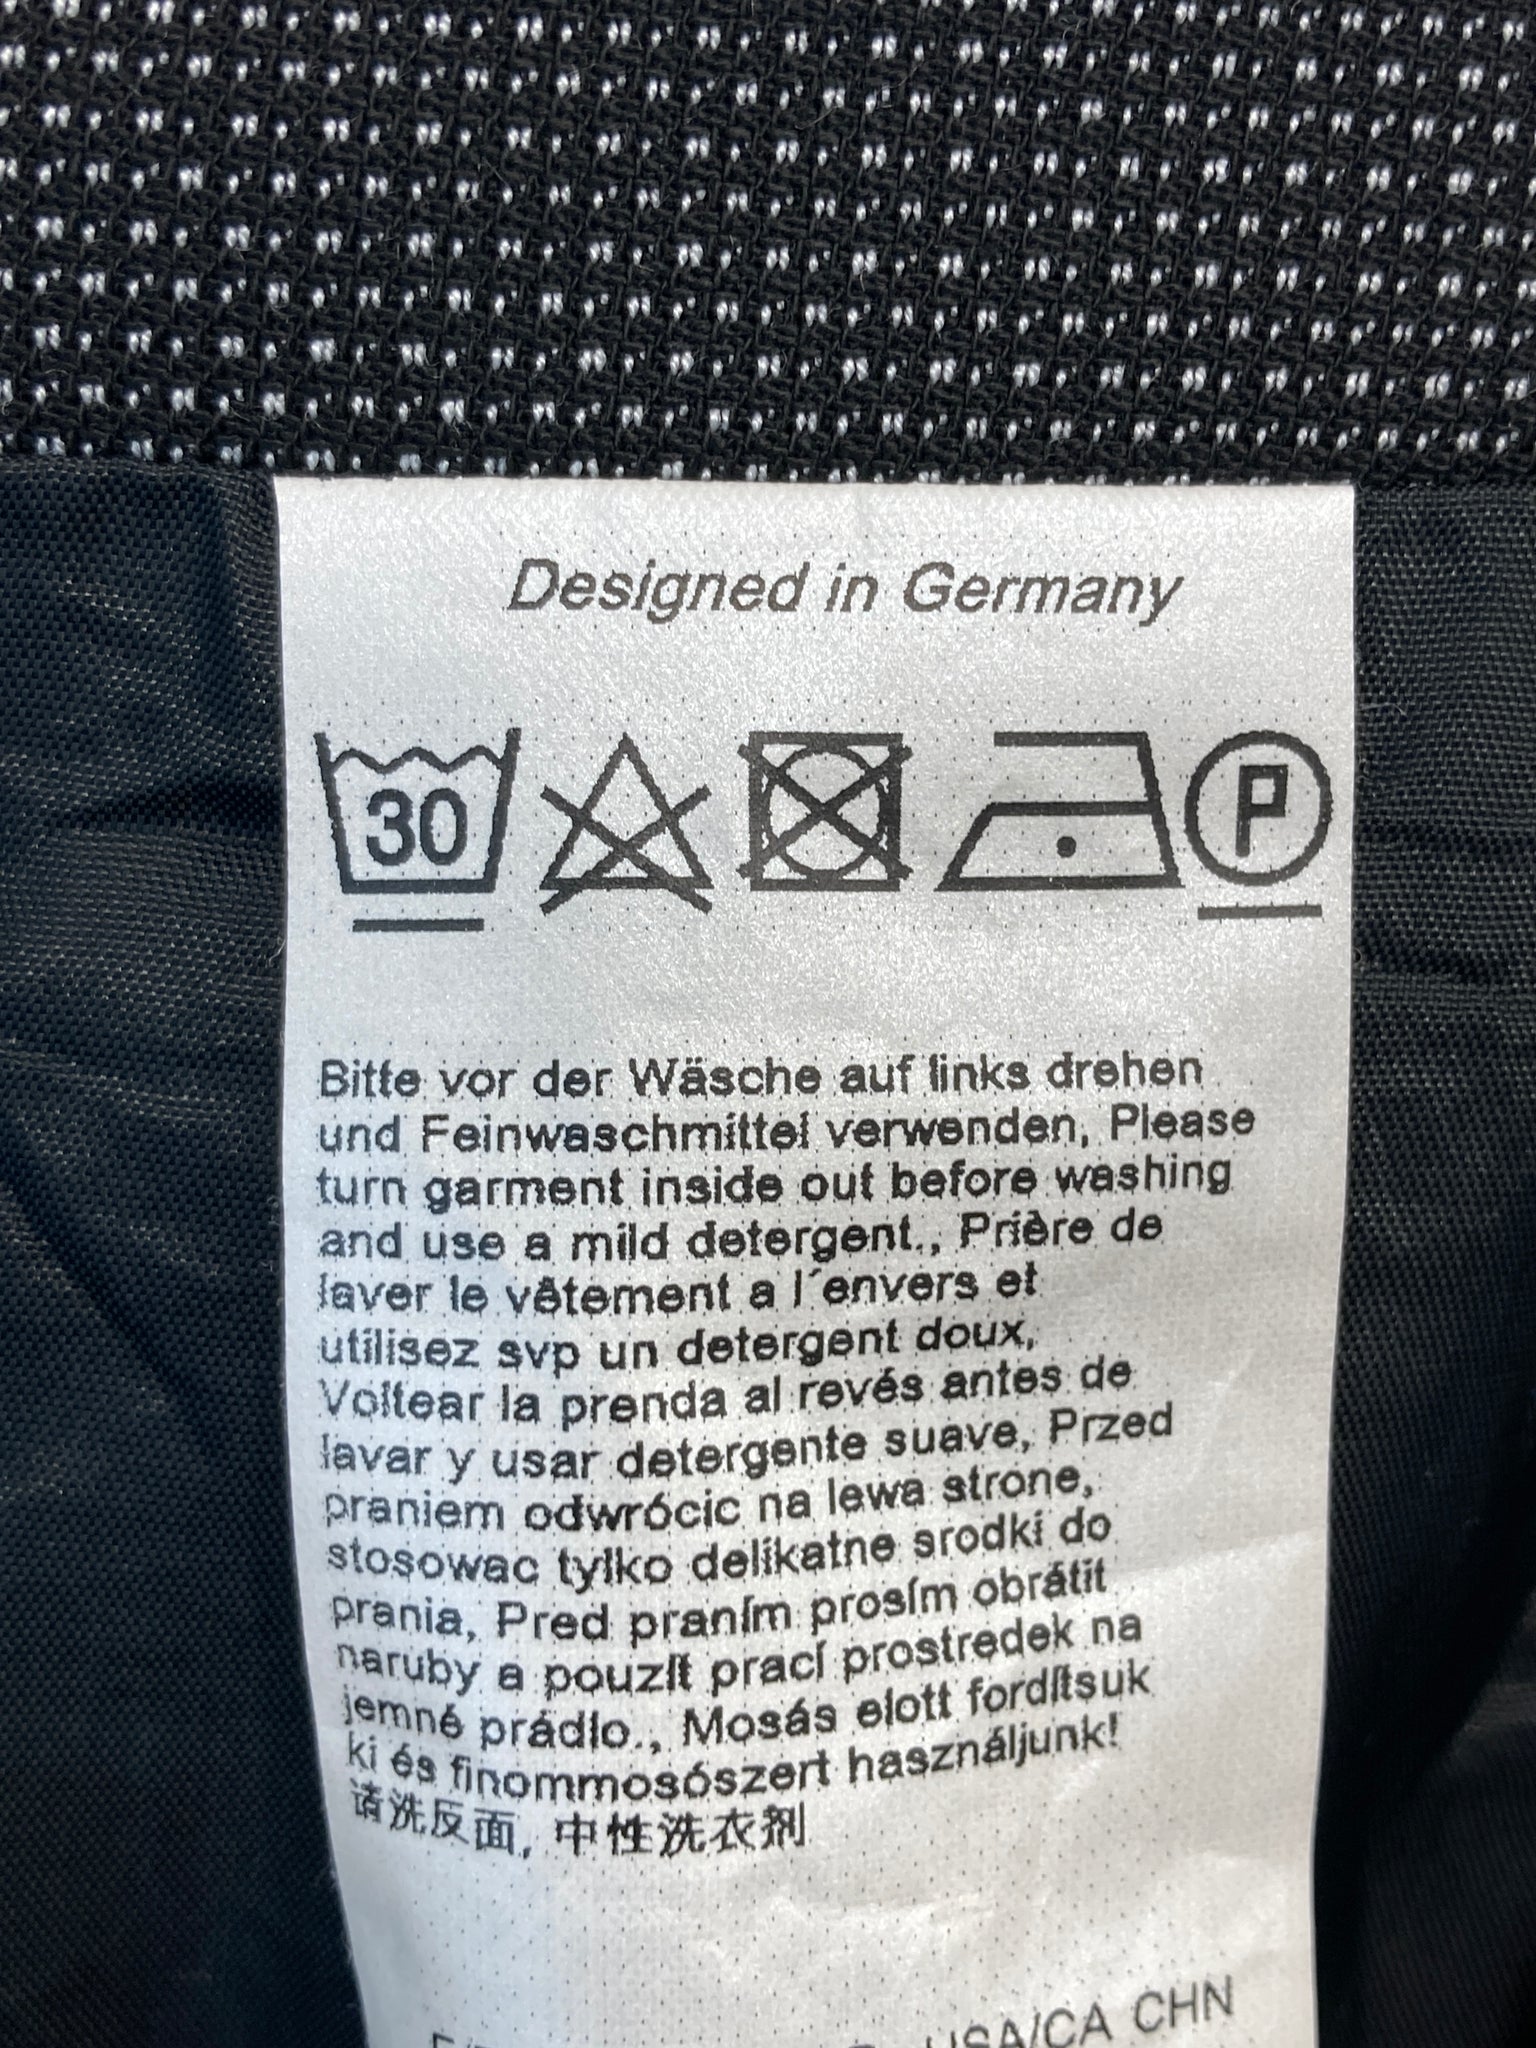 Designed in Germany
30
P
Bitte vor der Wäsche auf links drehen
und Feinwaschmittel verwenden, Please
turn garment inside out before washing
and use a mild detergent., Prière de
laver le vêtement a l´envers et
utilisez svp un detergent doux,
Voltear la prenda al revés antes de
lavar y usar detergente suave, Przed
praniem odwrócic na lewa strone,
stosowac tylko delikatne srodki do
prania, Pred praním prosím obrátit
naruby a pouzít prací prostredek na
jemné prádlo., Mosás elott fordítsuk
ki és finommosószert használjunk!
请洗反面, 中性洗衣剂
USA/CA CHN